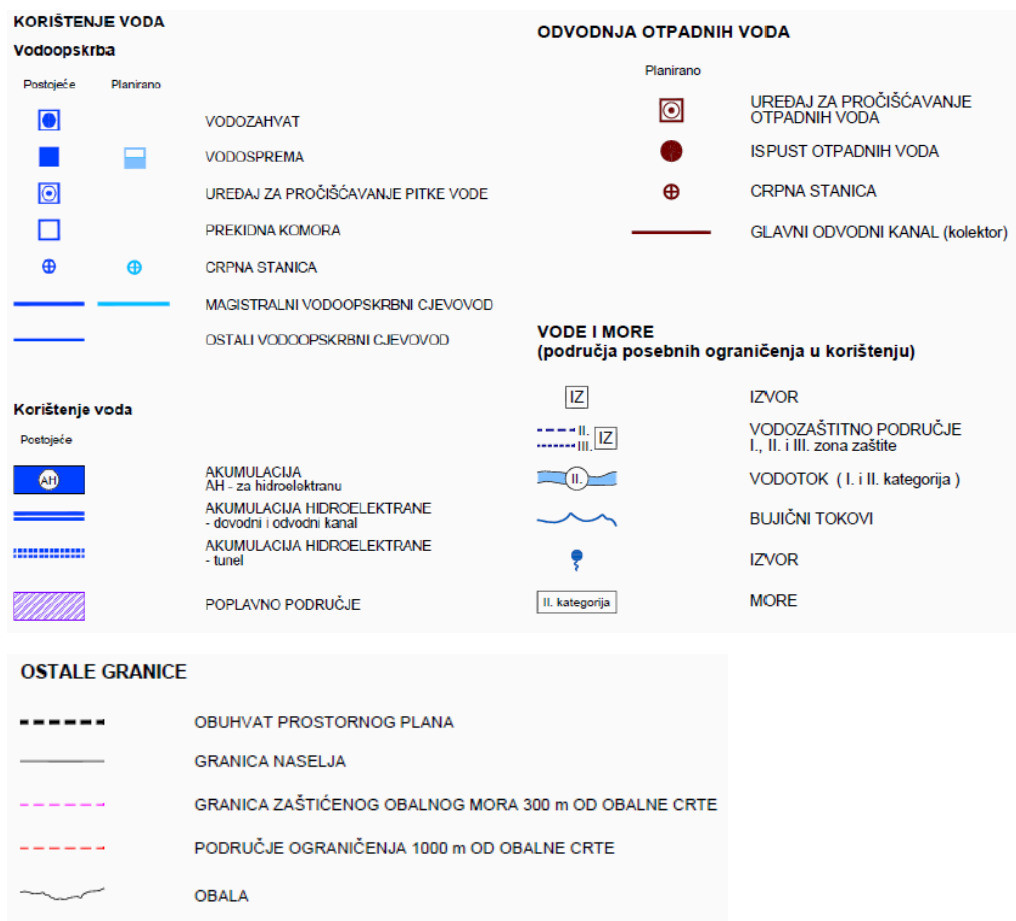 KORIŠTENJE VODA
Vodoopskrba
Postojeće Planirano
VODOZAHVAT
VODOSPREMA
UREĐAJ ZA PROČIŠĆAVANJE PITKE VODE
PREKIDNA KOMORA
CRPNA STANICA
MAGISTRALNI VODOOPSKRBNI CJEVOVOD
OSTALI VODOOPSKRBNI CJEVOVOD
Korištenje voda
Postojeće
AH
AKUMULACIJA
AH - za hidroelektranu
AKUMULACIJA HIDROELEKTRANE
- dovodni i odvodni kanal
AKUMULACIJA HIDROELEKTRANE
- tunel
POPLAVNO PODRUČJE
ODVODNJA OTPADNIH VODA
Planirano
UREĐAJ ZA PROČIŠĆAVANJE
OTPADNIH VODA
ISPUST OTPADNIH VODA
CRPNA STANICA
GLAVNI ODVODNI KANAL (kolektor)
VODE I MORE
(područja posebnih ograničenja u korištenju)
IZ IZVOR
II. III. IZ
VODOZAŠTITNO PODRUČJE
I., II. i III. zona zaštite
II. VODOTOK ( I. i II. kategorija )
BUJIČNI TOKOVI
IZVOR
II. kategorija MORE
OSTALE GRANICE
OBUHVAT PROSTORNOG PLANA
GRANICA NASELJA
GRANICA ZAŠTIĆENOG OBALNOG MORA 300 m OD OBALNE CRTE
PODRUČJE OGRANIČENJA 1000 m OD OBALNE CRTE
OBALA